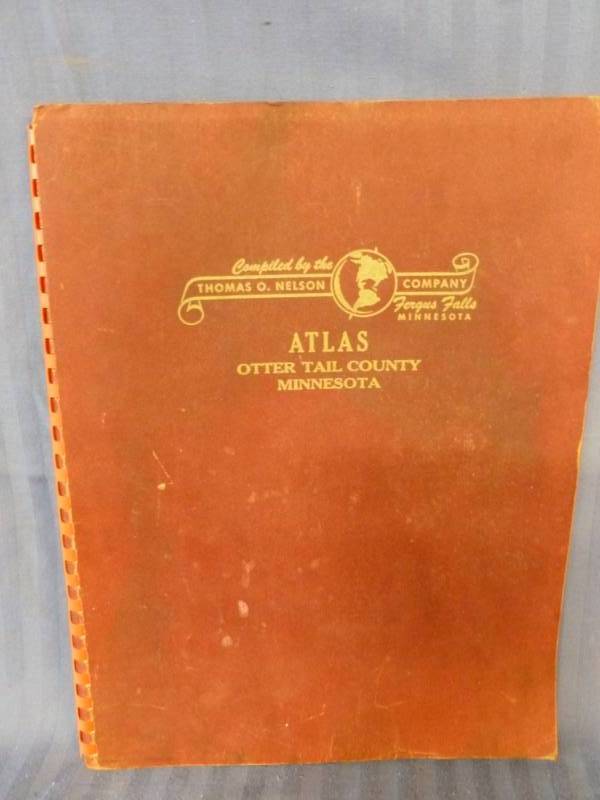 Compiled by the
THOMAS O. NELSON COMPANY
Fergus Falls
MINNESOTA
ATLAS
OTTER TAIL COUNTY
MINNESOTA